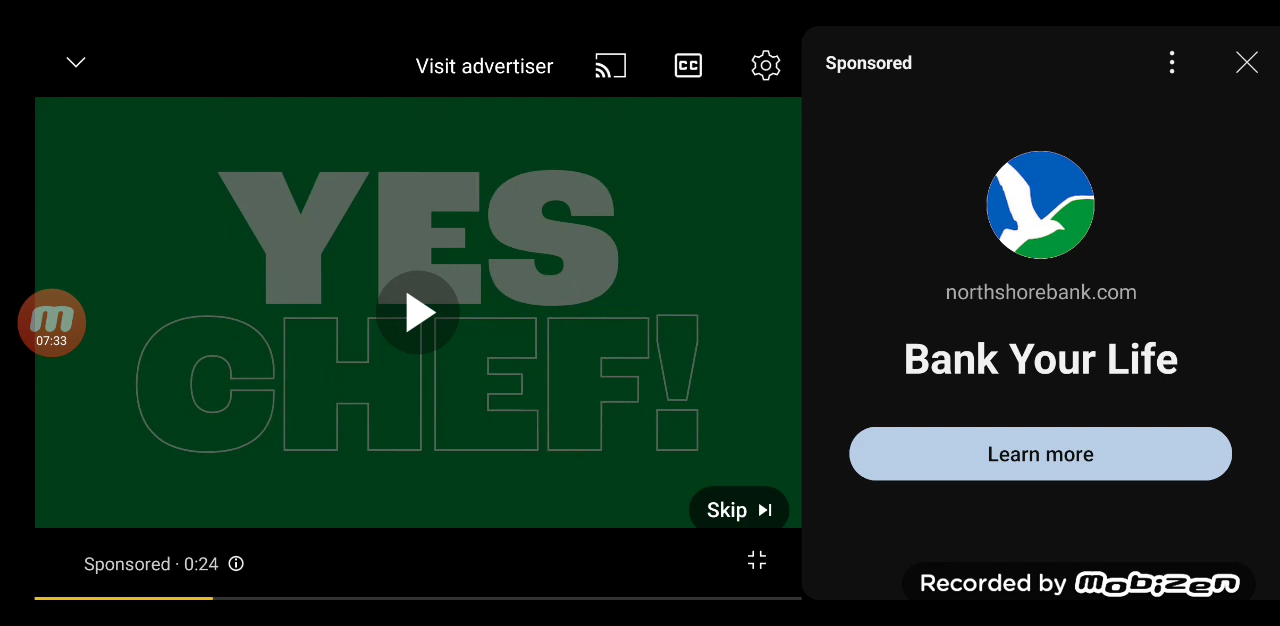 Visit advertiser
CC
YES
CHEF!
07:33
Skip
Sponsored · 0:24
Sponsored
northshorebank.com
Bank Your Life
Learn more
Recorded by mobizen